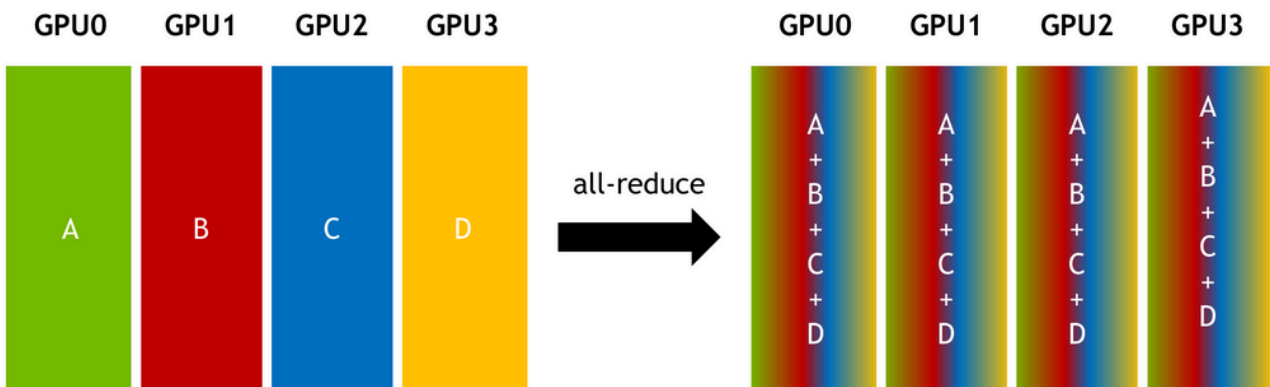 GPU0 GPU1 GPU2 GPU3 GPU0 GPU1 GPU2 GPU3
A B C D
all-reduce
A
+
B
+
C
+
D
A
+
B
+
C
+
D
A
+
B
+
C
+
D
A
+
B
+
C
+
D